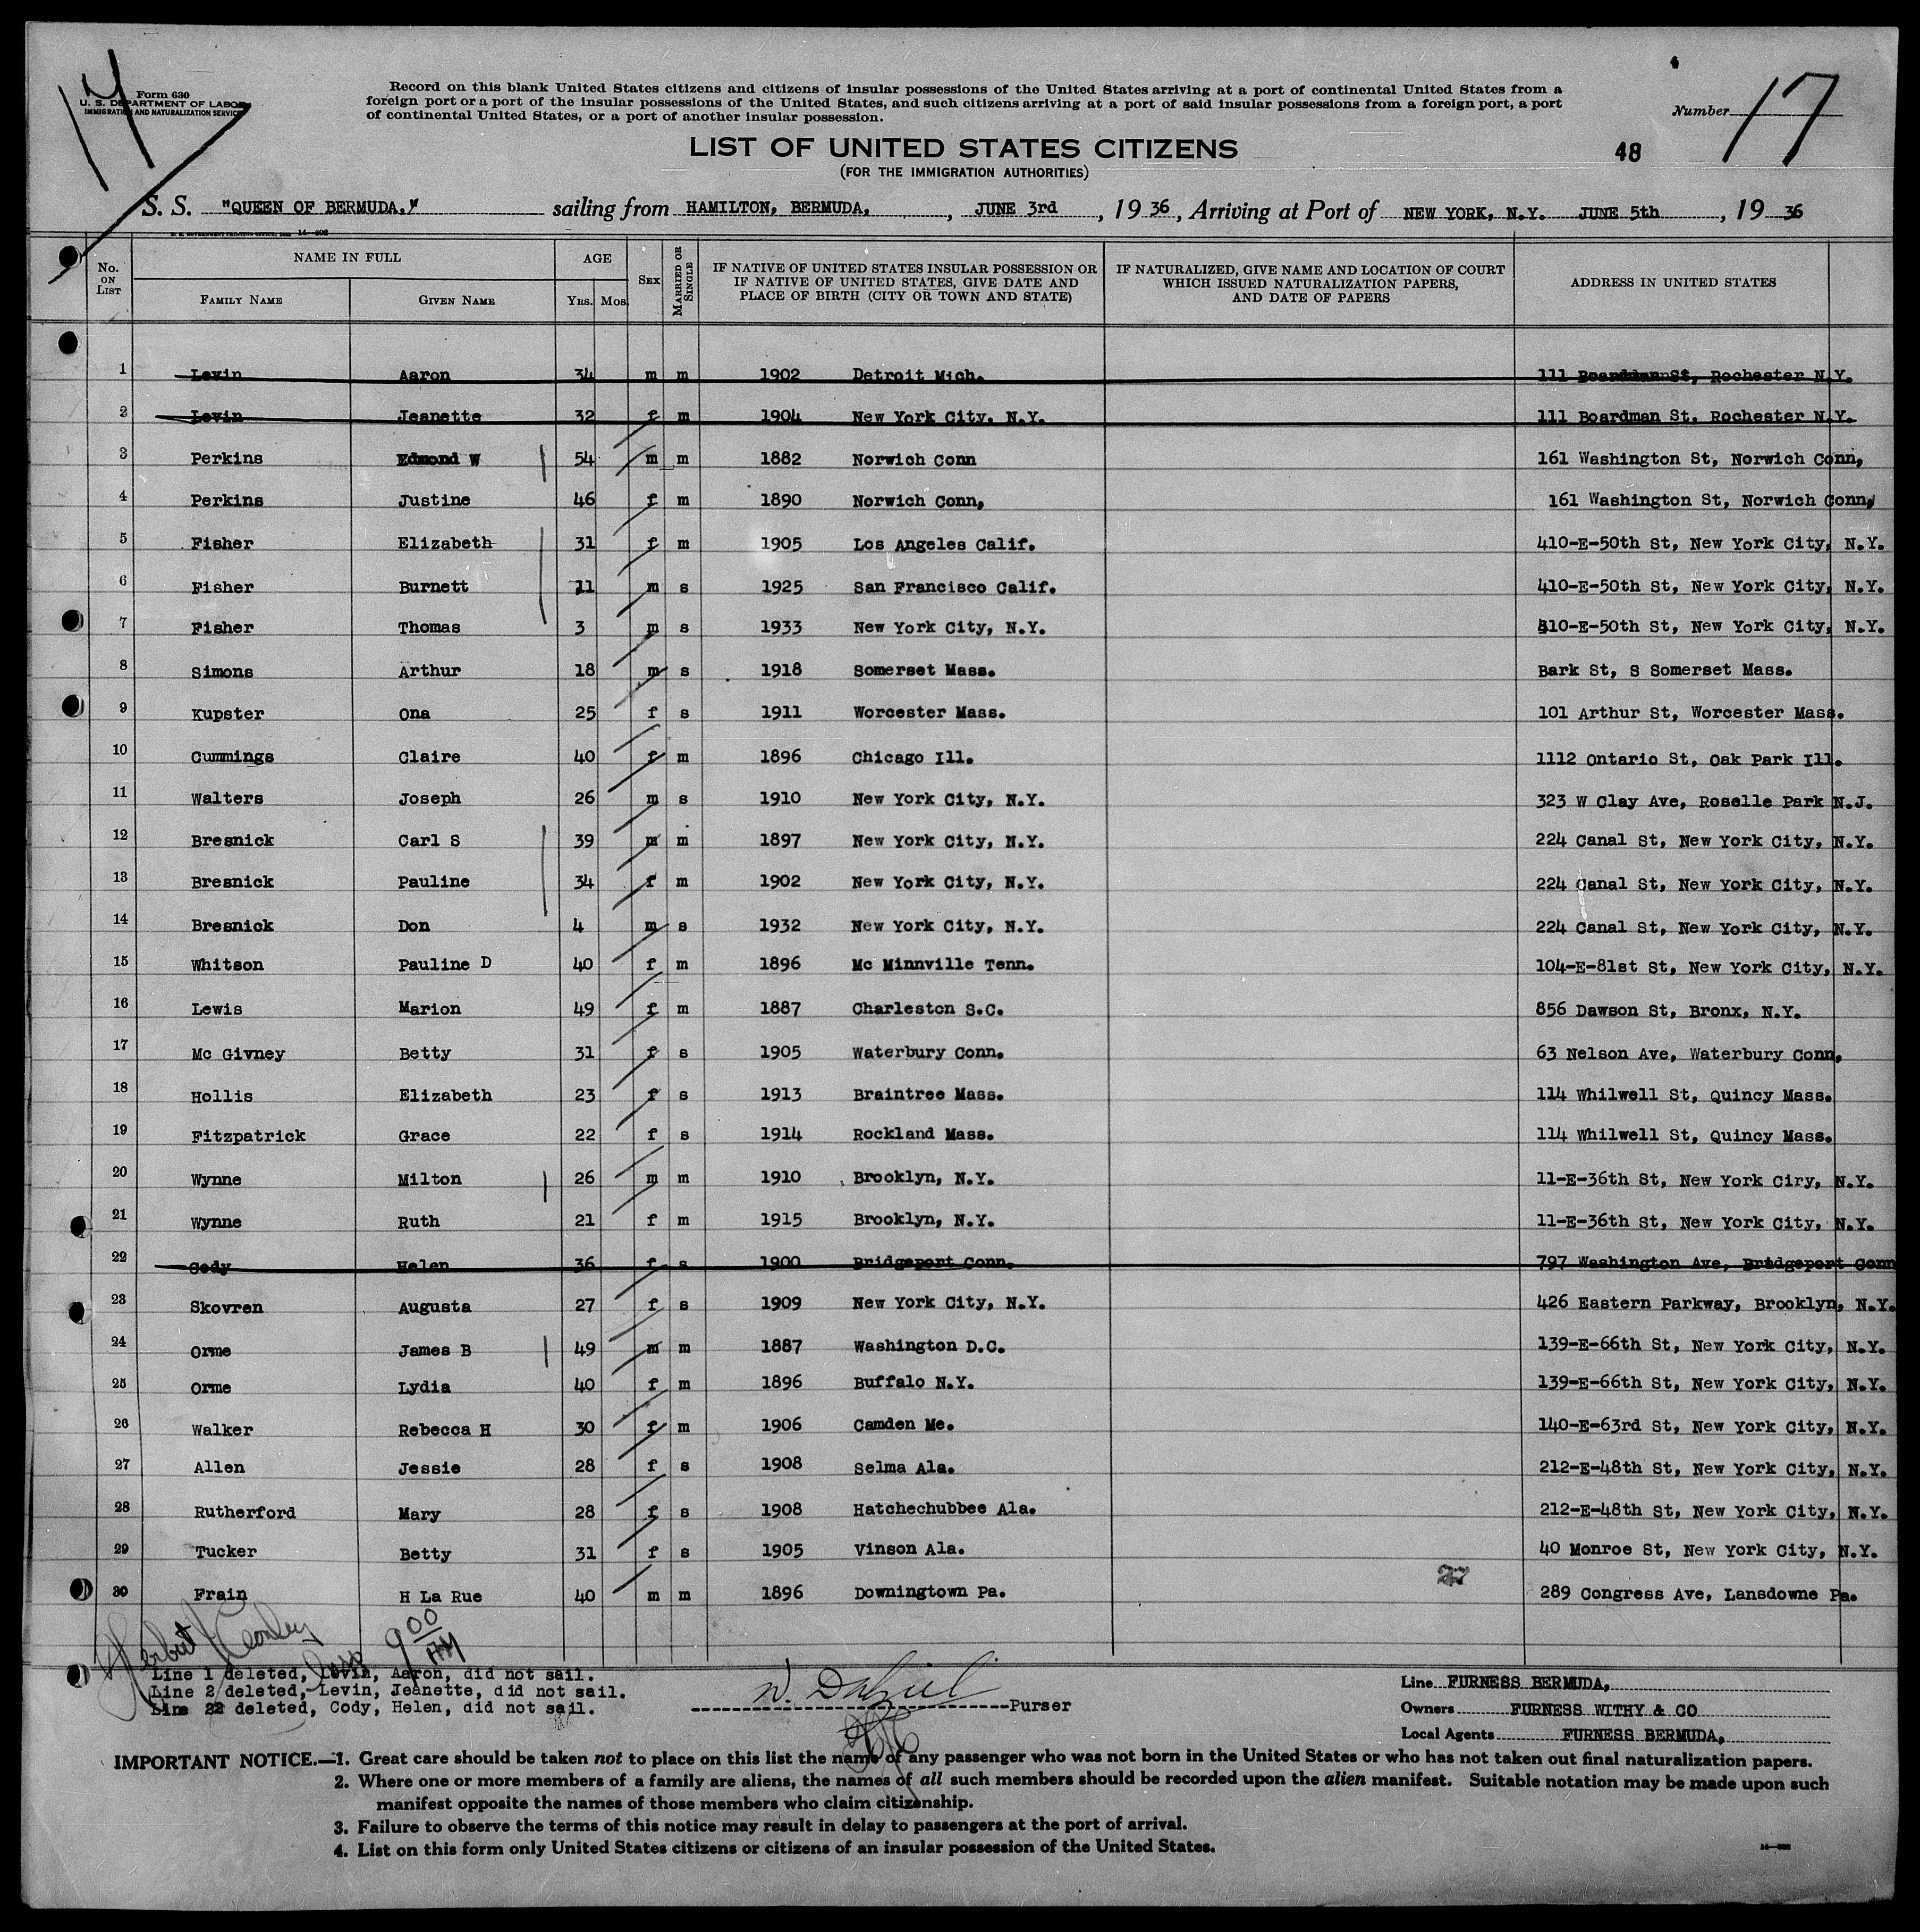 Form 630
U. S. DEPARTMENT OF LABOR
IMMIGRATION AND NATURALIZATION SERVICE
Record on this blank United States citizens and citizens of insular possessions of the United States arriving at a port of continental United States from a
foreign port or a port of the insular possessions of the United States, and such citizens arriving at a port of said insular possessions from a foreign port, a port
of continental United States, or a port of another insular possession.
Number 17
LIST OF UNITED STATES CITIZENS
48
(FOR THE IMMIGRATION AUTHORITIES)
S. S. "QUEEN OF BERMUDA," sailing from HAMILTON, BERMUDA, , JUNE 3rd , 19 36 , Arriving at Port of NEW YORK, N.Y. JUNE 5th , 19 36
No. on List NAME IN FULL Family Name Given Name AGE Yrs. Mos. Sex Married or Single IF NATIVE OF UNITED STATES INSULAR POSSESSION OR IF NATIVE OF UNITED STATES, GIVE DATE AND PLACE OF BIRTH (CITY OR TOWN AND STATE) IF NATURALIZED, GIVE NAME AND LOCATION OF COURT WHICH ISSUED NATURALIZATION PAPERS, AND DATE OF PAPERS ADDRESS IN UNITED STATES
1 Levin Aaron 34 m m 1902 Detroit Mich. 111 Boardman St, Rochester N.Y.
2 Levin Jeanette 32 f m 1904 New York City, N.Y. 111 Boardman St. Rochester N.Y.
3 Perkins Edmond W 54 m m 1882 Norwich Conn 161 Washington St, Norwich Conn,
4 Perkins Justine 46 f m 1890 Norwich Conn, 161 Washington St, Norwich Conn,
5 Fisher Elizabeth 31 f m 1905 Los Angeles Calif. 410-E-50th St, New York City, N.Y.
6 Fisher Burnett 11 m s 1925 San Francisco Calif. 410-E-50th St, New York City, N.Y.
7 Fisher Thomas 3 m s 1933 New York City, N.Y. 410-E-50th St, New York City, N.Y.
8 Simons Arthur 18 m s 1918 Somerset Mass. Bark St, S Somerset Mass.
9 Kupster Ona 25 f s 1911 Worcester Mass. 101 Arthur St, Worcester Mass.
10 Cummings Claire 40 f m 1896 Chicago Ill. 1112 Ontario St, Oak Park Ill.
11 Walters Joseph 26 m s 1910 New York City, N.Y. 323 W Clay Ave, Roselle Park N.J.
12 Bresnick Carl S 39 m m 1897 New York City, N.Y. 224 Canal St, New York City, N.Y.
13 Bresnick Pauline 34 f m 1902 New York City, N.Y. 224 Canal St, New York City, N.Y.
14 Bresnick Don 4 m s 1932 New York City, N.Y. 224 Canal St, New York City, N.Y.
15 Whitson Pauline D 40 f m 1896 Mc Minnville Tenn. 104-E-81st St, New York City, N.Y.
16 Lewis Marion 49 f m 1887 Charleston S.C. 856 Dawson St, Bronx, N.Y.
17 Mc Givney Betty 31 f s 1905 Waterbury Conn. 63 Nelson Ave, Waterbury Conn,
18 Hollis Elizabeth 23 f s 1913 Braintree Mass. 114 Whilwell St, Quincy Mass.
19 Fitzpatrick Grace 22 f s 1914 Rockland Mass. 114 Whilwell St, Quincy Mass.
20 Wynne Milton 26 m m 1910 Brooklyn, N.Y. 11-E-36th St, New York Ciry, N.Y.
21 Wynne Ruth 21 f m 1915 Brooklyn, N.Y. 11-E-36th St, New York City, N.Y.
22 Cody Helen 36 f s 1900 Bridgeport Conn. 797 Washington Ave, Bridgeport Conn
23 Skovren Augusta 27 f s 1909 New York City, N.Y. 426 Eastern Parkway, Brooklyn, N.Y.
24 Orme James B 49 m m 1887 Washington D.C. 139-E-66th St, New York City, N.Y.
25 Orme Lydia 40 f m 1896 Buffalo N.Y. 139-E-66th St, New York City, N.Y.
26 Walker Rebecca H 30 f m 1906 Camden Me. 140-E-63rd St, New York City, N.Y.
27 Allen Jessie 28 f s 1908 Selma Ala. 212-E-48th St, New York City, N.Y.
28 Rutherford Mary 28 f s 1908 Hatchechubbee Ala. 212-E-48th St, New York City, N.Y.
29 Tucker Betty 31 f s 1905 Vinson Ala. 40 Monroe St, New York City, N.Y.
27
30 Frain H La Rue 40 m m 1896 Downingtown Pa. 289 Congress Ave, Lansdowne Pa.
9 00 AM
Line 1 deleted, Levin, Aaron, did not sail.
Line 2 deleted, Levin, Jeanette, did not sail.
Line 22 deleted, Cody, Helen, did not sail.
W. Dalziel Purser
Line FURNESS BERMUDA,
Owners FURNESS WITHY & CO
Local Agents FURNESS BERMUDA,
IMPORTANT NOTICE.—1. Great care should be taken not to place on this list the name of any passenger who was not born in the United States or who has not taken out final naturalization papers.
2. Where one or more members of a family are aliens, the names of all such members should be recorded upon the alien manifest. Suitable notation may be made upon such
manifest opposite the names of those members who claim citizenship.
3. Failure to observe the terms of this notice may result in delay to passengers at the port of arrival.
4. List on this form only United States citizens or citizens of an insular possession of the United States.